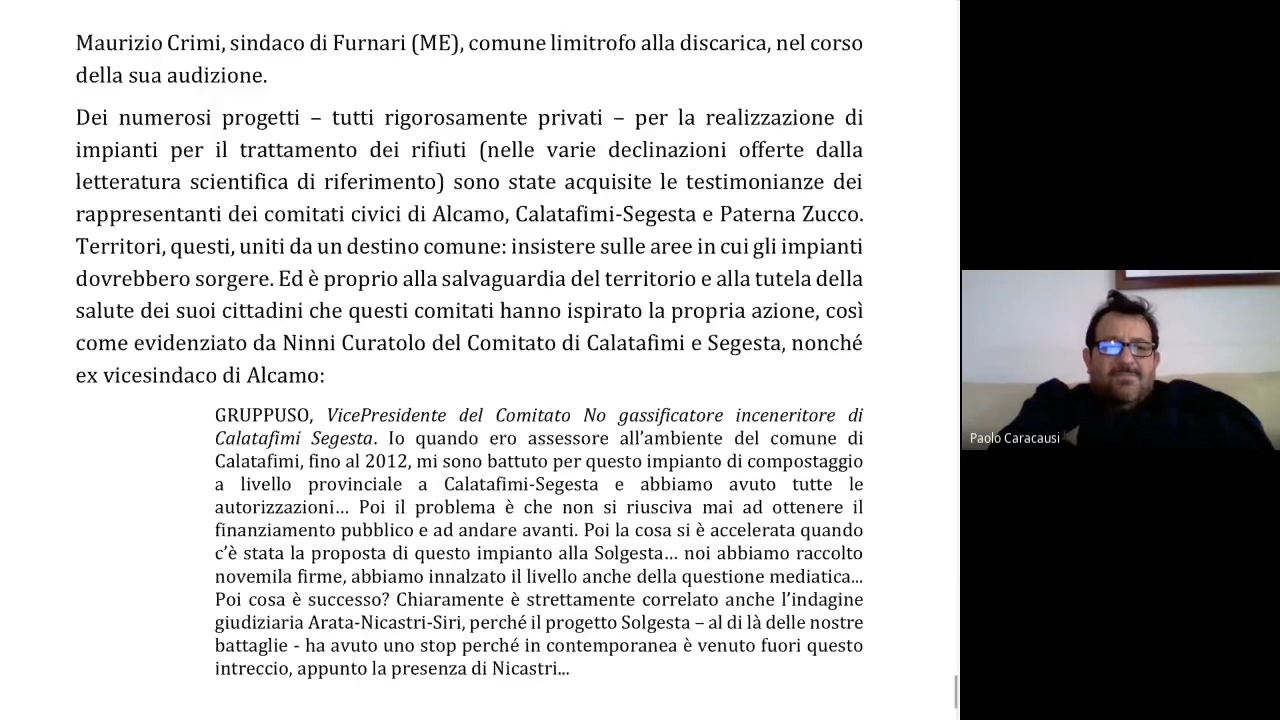 Maurizio Crimi, sindaco di Furnari (ME), comune limitrofo alla discarica, nel corso
della sua audizione.
Dei numerosi progetti – tutti rigorosamente privati – per la realizzazione di
impianti per il trattamento dei rifiuti (nelle varie declinazioni offerte dalla
letteratura scientifica di riferimento) sono state acquisite le testimonianze dei
rappresentanti dei comitati civici di Alcamo, Calatafimi-Segesta e Paterna Zucco.
Territori, questi, uniti da un destino comune: insistere sulle aree in cui gli impianti
dovrebbero sorgere. Ed è proprio alla salvaguardia del territorio e alla tutela della
salute dei suoi cittadini che questi comitati hanno ispirato la propria azione, così
come evidenziato da Ninni Curatolo del Comitato di Calatafimi e Segesta, nonché
ex vicesindaco di Alcamo:
GRUPPUSO, VicePresidente del Comitato No gassificatore inceneritore di
Calatafimi Segesta. Io quando ero assessore all’ambiente del comune di
Calatafimi, fino al 2012, mi sono battuto per questo impianto di compostaggio
a livello provinciale a Calatafimi-Segesta e abbiamo avuto tutte le
autorizzazioni… Poi il problema è che non si riusciva mai ad ottenere il
finanziamento pubblico e ad andare avanti. Poi la cosa si è accelerata quando
c’è stata la proposta di questo impianto alla Solgesta… noi abbiamo raccolto
novemila firme, abbiamo innalzato il livello anche della questione mediatica...
Poi cosa è successo? Chiaramente è strettamente correlato anche l’indagine
giudiziaria Arata-Nicastri-Siri, perché il progetto Solgesta – al di là delle nostre
battaglie - ha avuto uno stop perché in contemporanea è venuto fuori questo
intreccio, appunto la presenza di Nicastri...
Paolo Caracausi